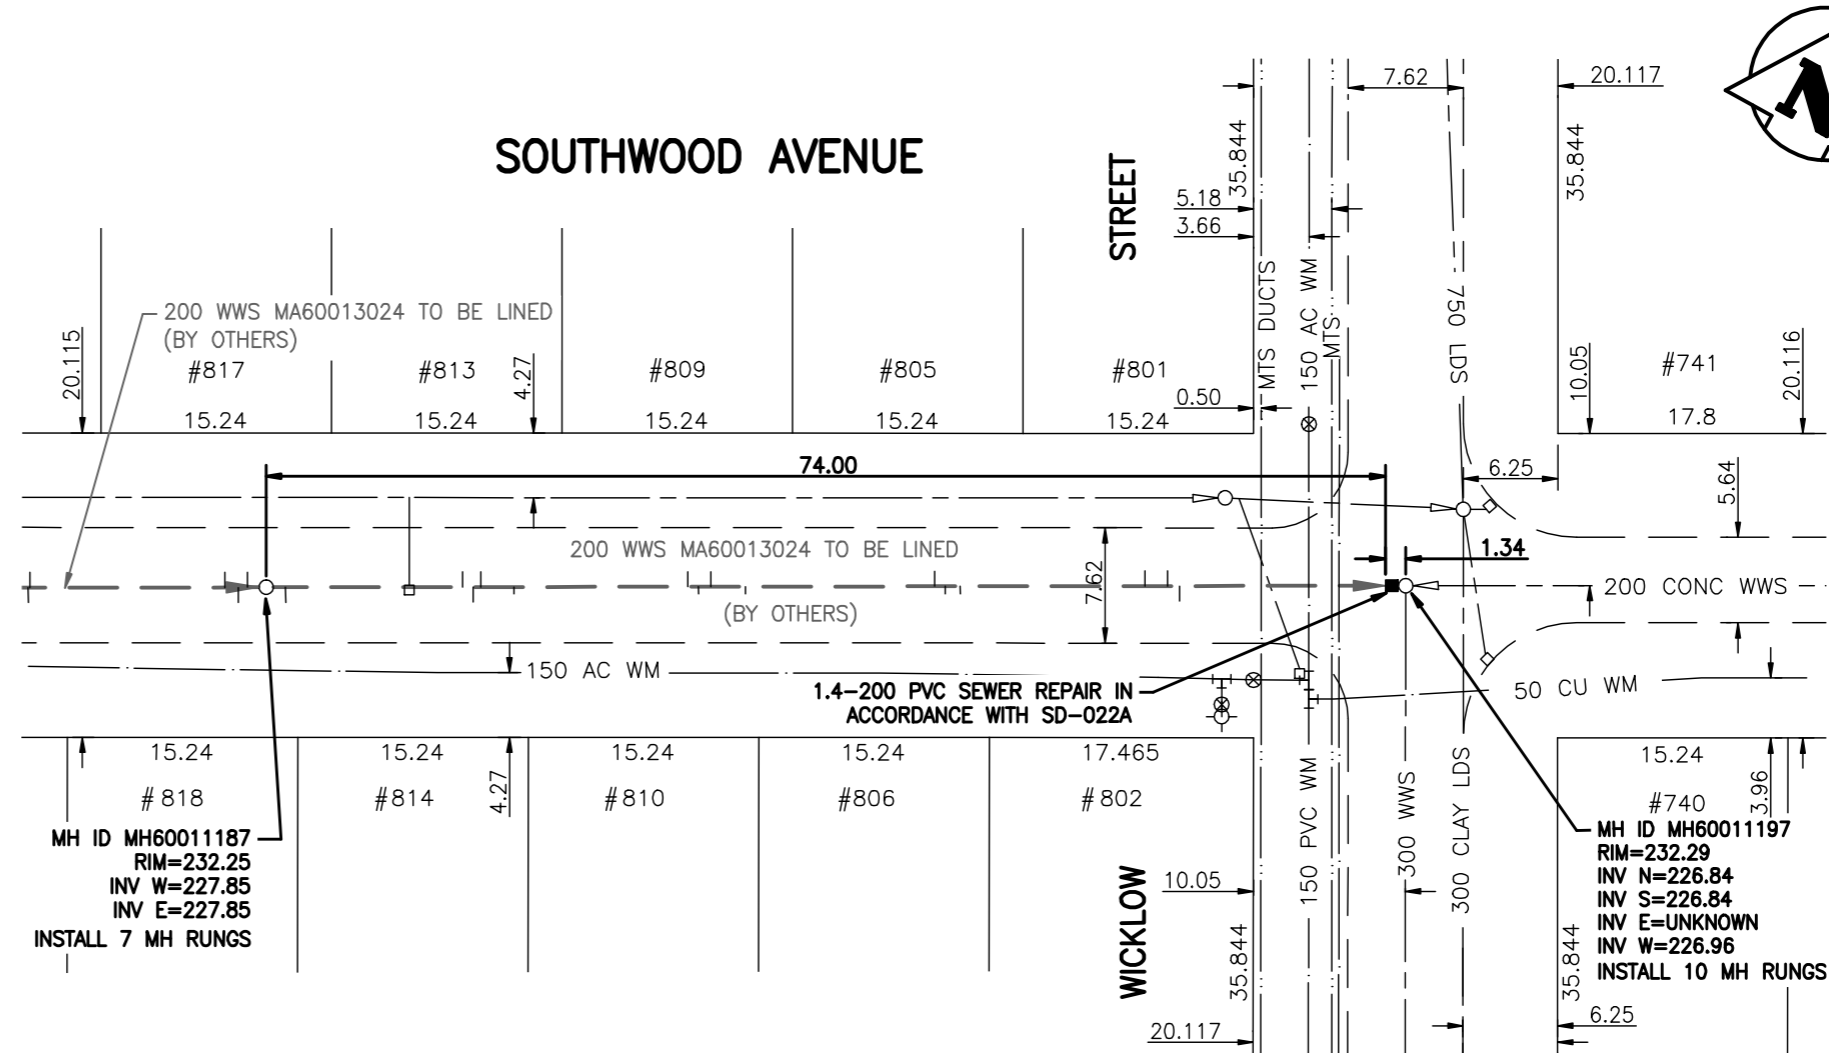 N
7.62
20.117
SOUTHWOOD AVENUE
STREET
35.844
35.844
5.18
3.66
MTS DUCTS
150 AC WM
MTS
750 LDS
200 WWS MA60013024 TO BE LINED
(BY OTHERS)
20.115
#817
#813
4.27
#809
#805
#801
0.50
10.05
#741
20.116
15.24
15.24
15.24
15.24
15.24
17.8
74.00
6.25
5.64
200 WWS MA60013024 TO BE LINED
(BY OTHERS)
7.62
1.34
200 CONC WWS
150 AC WM
1.4-200 PVC SEWER REPAIR IN
ACCORDANCE WITH SD-022A
50 CU WM
15.24
15.24
15.24
15.24
17.465
15.24
#818
#814
4.27
#810
#806
#802
#740
3.96
150 PVC WM
300 WWS
300 CLAY LDS
MH ID MH60011187
RIM=232.25
INV W=227.85
INV E=227.85
INSTALL 7 MH RUNGS
WICKLOW
10.05
35.844
35.844
MH ID MH60011197
RIM=232.29
INV N=226.84
INV S=226.84
INV E=UNKNOWN
INV W=226.96
INSTALL 10 MH RUNGS
20.117
6.25